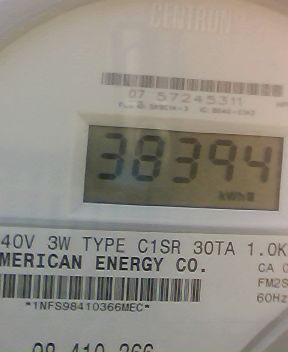 CENTRON
07 57245311
38394
kWh
40V 3W TYPE C1SR 30TA 1.0K
MERICAN ENERGY CO.
CA 0
FM2S
60Hz
*1NFS98410366MEC*